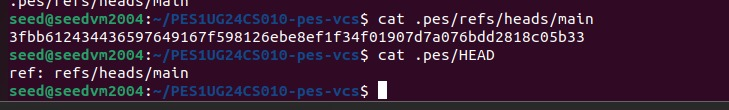 .pes/refs/heads/main
seed@seedvm2004:~/PES1UG24CS010-pes-vcs$ cat .pes/refs/heads/main
3fbb612434436597649167f598126ebe8ef1f34f01907d7a076bdd2818c05b33
seed@seedvm2004:~/PES1UG24CS010-pes-vcs$ cat .pes/HEAD
ref: refs/heads/main
seed@seedvm2004:~/PES1UG24CS010-pes-vcs$